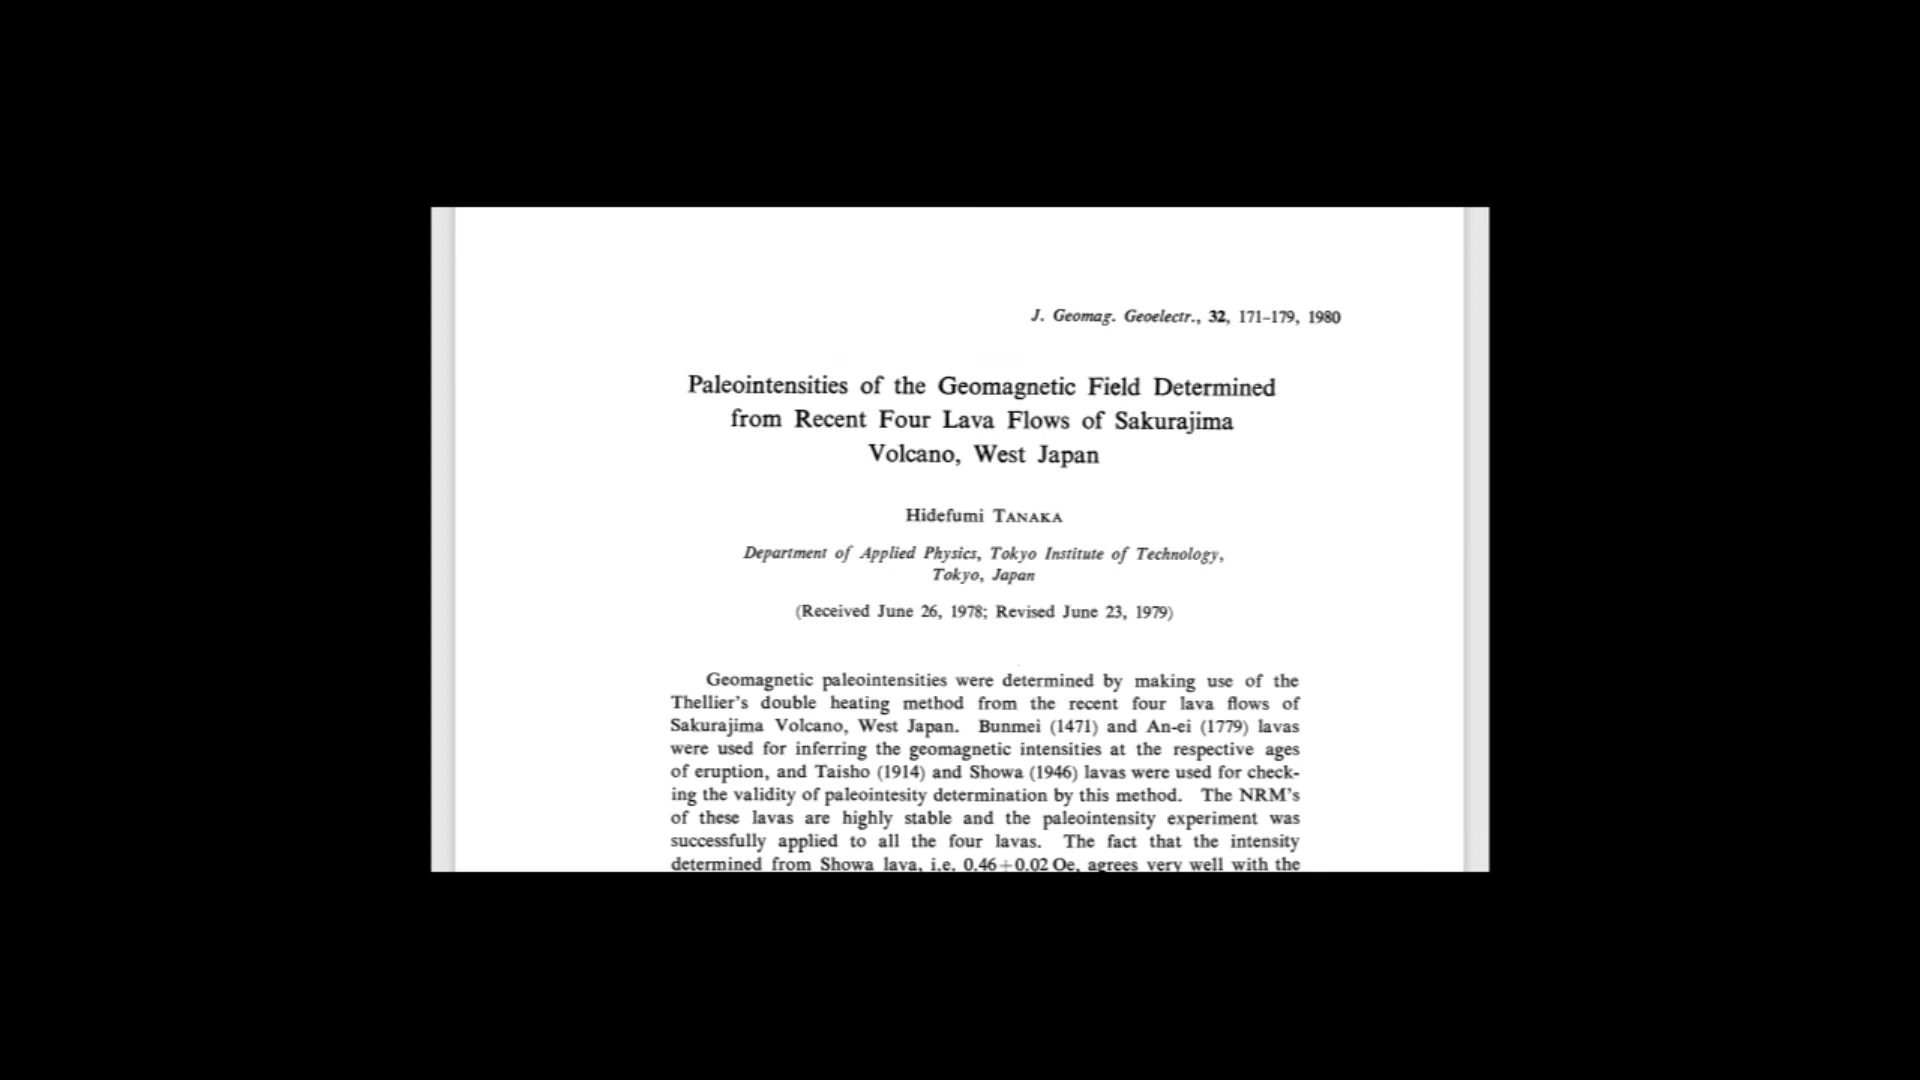 J. Geomag. Geoelectr., 32, 171–179, 1980
Paleointensities of the Geomagnetic Field Determined
from Recent Four Lava Flows of Sakurajima
Volcano, West Japan
Hidefumi TANAKA
Department of Applied Physics, Tokyo Institute of Technology,
Tokyo, Japan
(Received June 26, 1978; Revised June 23, 1979)
Geomagnetic paleointensities were determined by making use of the
Thellier's double heating method from the recent four lava flows of
Sakurajima Volcano, West Japan. Bunmei (1471) and An-ei (1779) lavas
were used for inferring the geomagnetic intensities at the respective ages
of eruption, and Taisho (1914) and Showa (1946) lavas were used for check-
ing the validity of paleointesity determination by this method. The NRM's
of these lavas are highly stable and the paleointensity experiment was
successfully applied to all the four lavas. The fact that the intensity
determined from Showa lava, i.e. 0.46±0.02 Oe, agrees very well with the